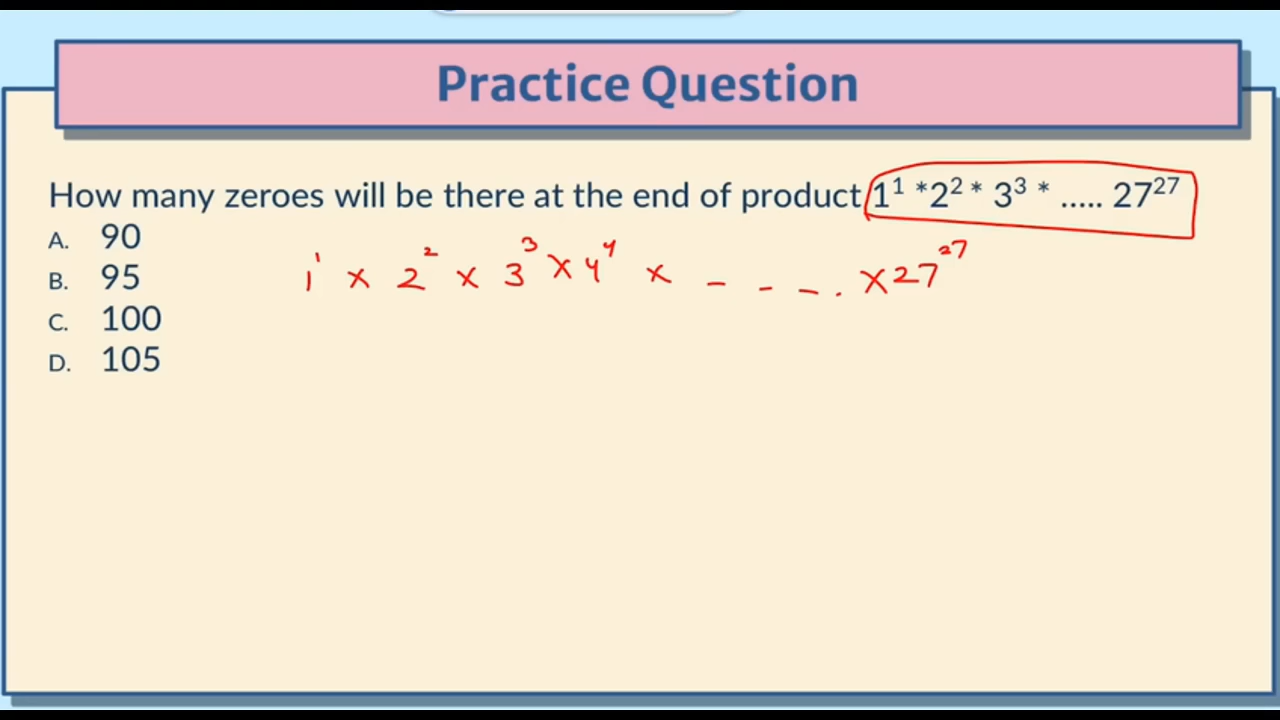 Practice Question
How many zeroes will be there at the end of product 1¹ *2² * 3³ * ..... 27²⁷
A. 90
B. 95
C. 100
D. 105
1¹ × 2² × 3³ × 4⁴ × - - - . × 27²⁷